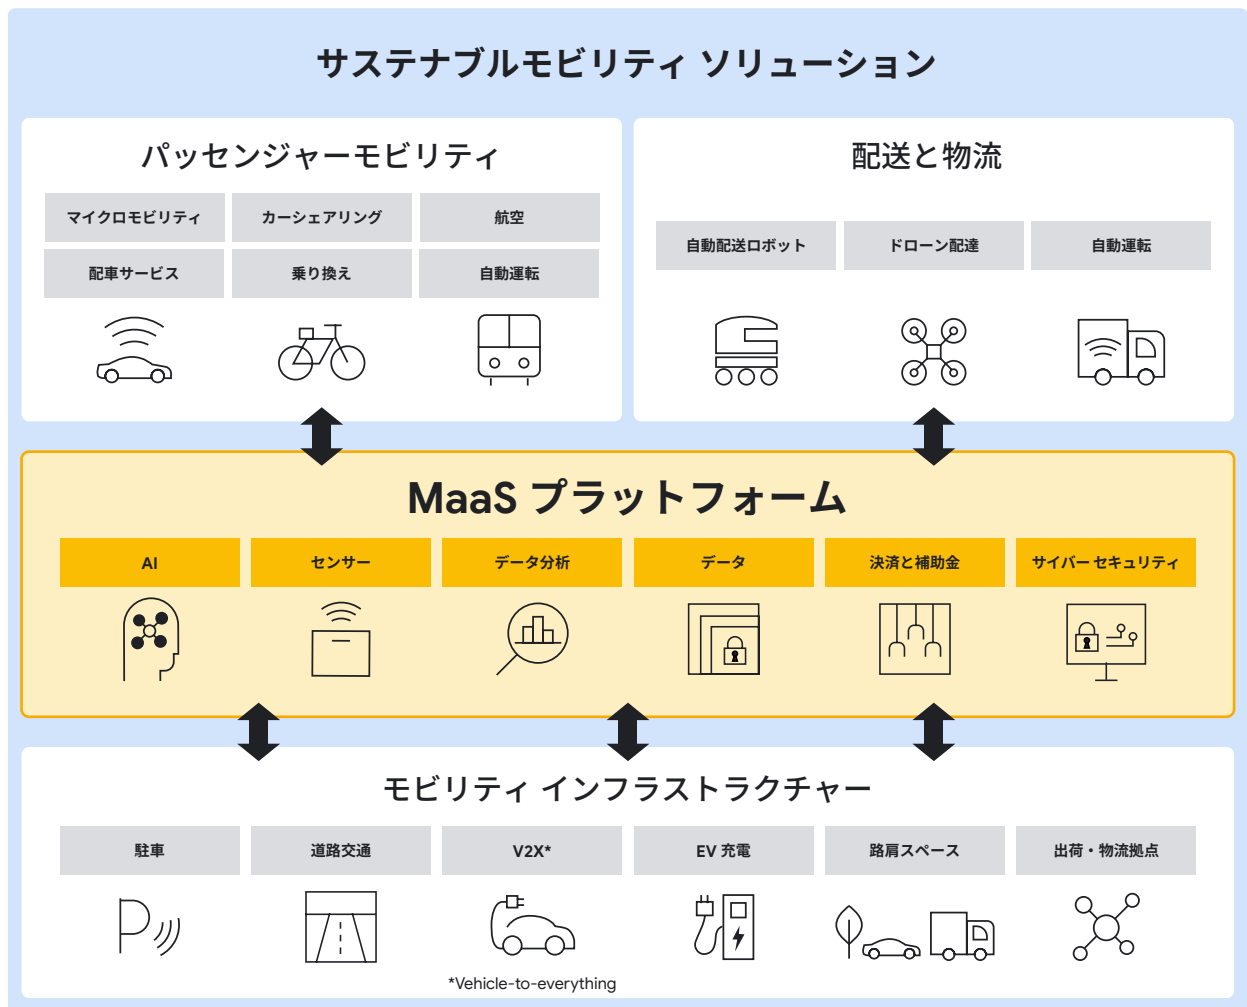 サステナブルモビリティ ソリューション
パッセンジャーモビリティ
マイクロモビリティ
カーシェアリング
航空
配車サービス
乗り換え
自動運転
配送と物流
自動配送ロボット
ドローン配達
自動運転
MaaS プラットフォーム
AI
センサー
データ分析
データ
決済と補助金
サイバー セキュリティ
モビリティ インフラストラクチャー
駐車
道路交通
V2X*
EV 充電
路肩スペース
出荷・物流拠点
*Vehicle-to-everything